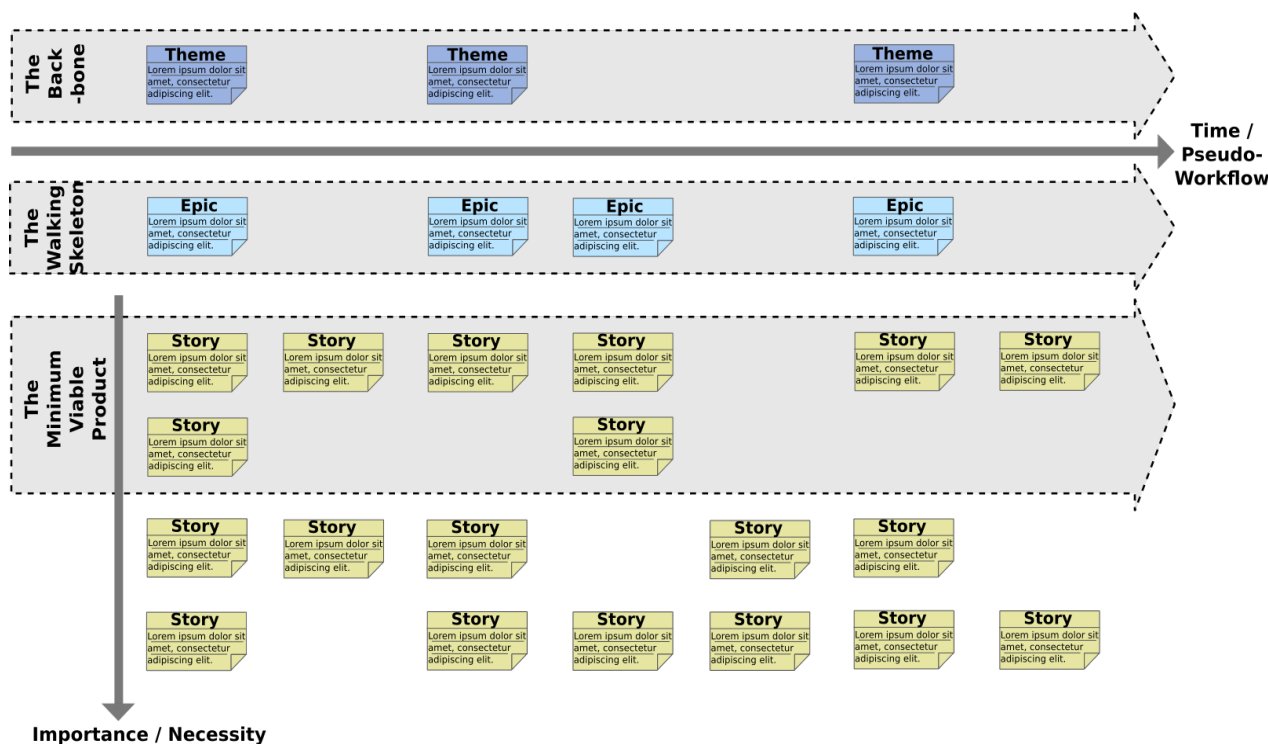 The
Back
-bone
Theme
Lorem ipsum dolor sit
amet, consectetur
adipiscing elit.
Theme
Lorem ipsum dolor sit
amet, consectetur
adipiscing elit.
Theme
Lorem ipsum dolor sit
amet, consectetur
adipiscing elit.
Time /
Pseudo-
Workflow
The
Walking
Skeleton
Epic
Lorem ipsum dolor sit
amet, consectetur
adipiscing elit.
Epic
Lorem ipsum dolor sit
amet, consectetur
adipiscing elit.
Epic
Lorem ipsum dolor sit
amet, consectetur
adipiscing elit.
Epic
Lorem ipsum dolor sit
amet, consectetur
adipiscing elit.
The
Minimum
Viable
Product
Story
Lorem ipsum dolor sit
amet, consectetur
adipiscing elit.
Story
Lorem ipsum dolor sit
amet, consectetur
adipiscing elit.
Story
Lorem ipsum dolor sit
amet, consectetur
adipiscing elit.
Story
Lorem ipsum dolor sit
amet, consectetur
adipiscing elit.
Story
Lorem ipsum dolor sit
amet, consectetur
adipiscing elit.
Story
Lorem ipsum dolor sit
amet, consectetur
adipiscing elit.
Story
Lorem ipsum dolor sit
amet, consectetur
adipiscing elit.
Story
Lorem ipsum dolor sit
amet, consectetur
adipiscing elit.
Story
Lorem ipsum dolor sit
amet, consectetur
adipiscing elit.
Story
Lorem ipsum dolor sit
amet, consectetur
adipiscing elit.
Story
Lorem ipsum dolor sit
amet, consectetur
adipiscing elit.
Story
Lorem ipsum dolor sit
amet, consectetur
adipiscing elit.
Story
Lorem ipsum dolor sit
amet, consectetur
adipiscing elit.
Story
Lorem ipsum dolor sit
amet, consectetur
adipiscing elit.
Story
Lorem ipsum dolor sit
amet, consectetur
adipiscing elit.
Story
Lorem ipsum dolor sit
amet, consectetur
adipiscing elit.
Story
Lorem ipsum dolor sit
amet, consectetur
adipiscing elit.
Story
Lorem ipsum dolor sit
amet, consectetur
adipiscing elit.
Story
Lorem ipsum dolor sit
amet, consectetur
adipiscing elit.
Importance / Necessity